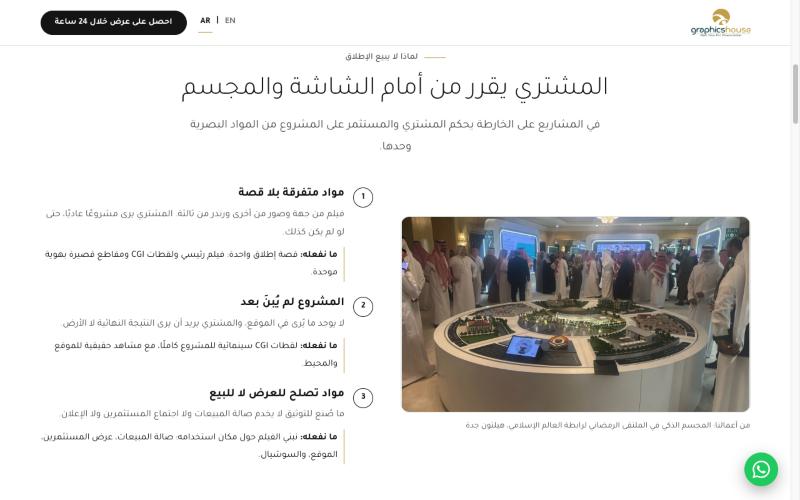 graphicshouse
AR | EN
احصل على عرض خلال 24 ساعة
لماذا لا يبيع الإطلاق
المشتري يقرر من أمام الشاشة والمجسم
في المشاريع على الخارطة يحكم المشتري والمستثمر على المشروع من المواد البصرية
وحدها.
1 مواد متفرقة بلا قصة
فيلم من جهة وصور من أخرى ورندر من ثالثة. المشتري يرى مشروعًا عاديًا، حتى
لو لم يكن كذلك.
ما نفعله: قصة إطلاق واحدة: فيلم رئيسي ولقطات CGI ومقاطع قصيرة بهوية
موحدة.
2 المشروع لم يُبنَ بعد
لا يوجد ما يُرى في الموقع، والمشتري يريد أن يرى النتيجة النهائية لا الأرض.
ما نفعله: لقطات CGI سينمائية للمشروع كاملًا، مع مشاهد حقيقية للموقع
والمحيط.
3 مواد تصلح للعرض لا للبيع
ما صُنع للتوثيق لا يخدم صالة المبيعات ولا اجتماع المستثمرين ولا الإعلان.
ما نفعله: نبني الفيلم حول مكان استخدامه: صالة المبيعات، عرض المستثمرين،
الموقع، والسوشيال.
من أعمالنا: المجسم الذكي في الملتقى الرمضاني لرابطة العالم الإسلامي، هيلتون جدة